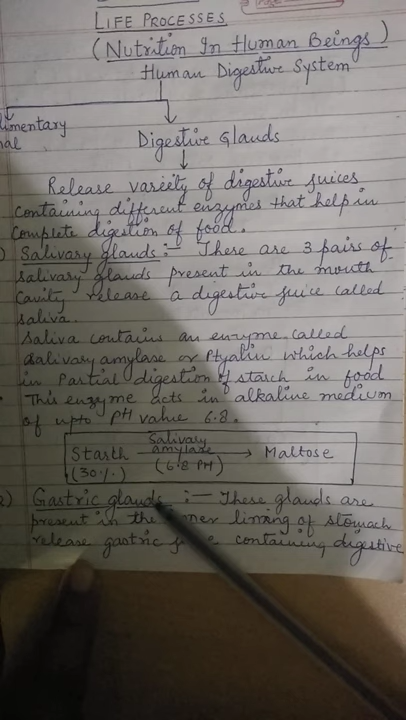 LIFE PROCESSES
(Nutrition In Human Beings)
Human Digestive System
Digestive Glands
Release variety of digestive juices
containing different enzymes that help in
complete digestion of food.
Salivary glands :- There are 3 pairs of
salivary glands present in the mouth
cavity release a digestive juice called
saliva.
Saliva contains an enzyme called
salivary amylase or Ptyalin which helps
in Partial digestion of starch in food
This enzyme acts in alkaline medium
of upto PH value 6.8.
Salivary
Starch amylase Maltose
(30%) (6.8 PH)
2) Gastric glands :- These glands are
present in the lining of stomach
release gastric containing digestive